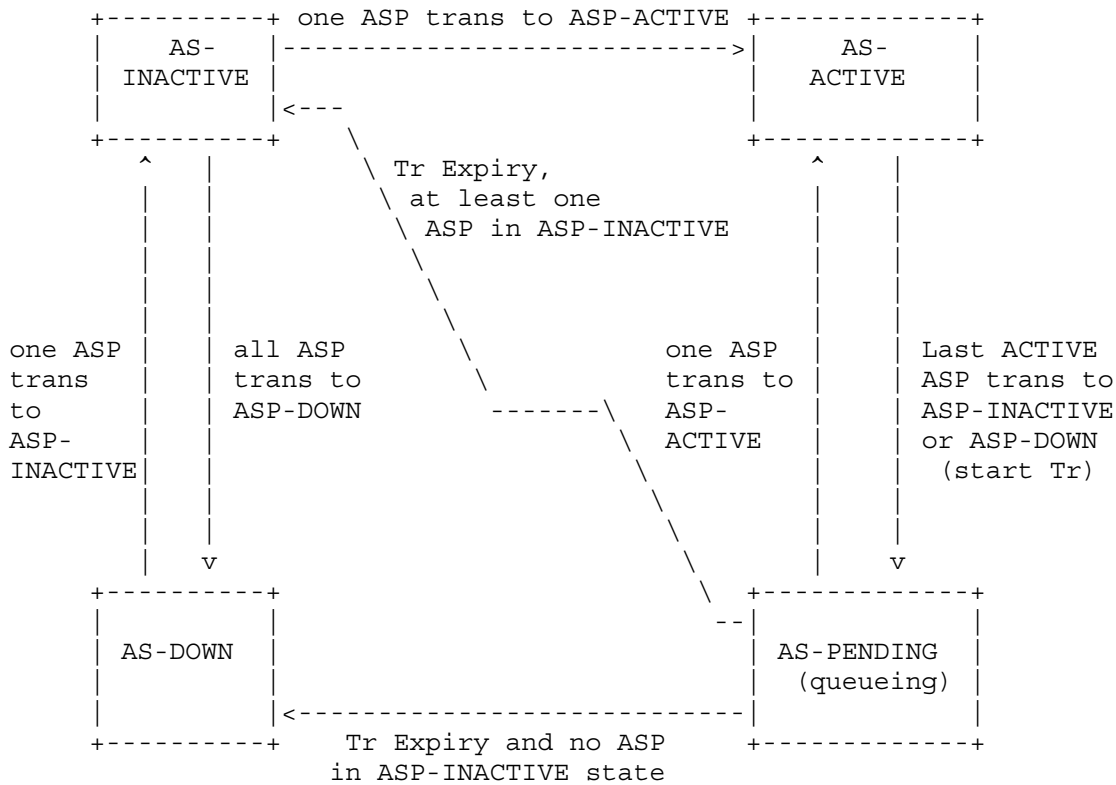 one ASP trans to ASP-ACTIVE
AS-
INACTIVE
AS-
ACTIVE
Tr Expiry,
at least one
ASP in ASP-INACTIVE
one ASP
trans
to
ASP-
INACTIVE
all ASP
trans to
ASP-DOWN
one ASP
trans to
ASP-
ACTIVE
Last ACTIVE
ASP trans to
ASP-INACTIVE
or ASP-DOWN
(start Tr)
AS-DOWN
AS-PENDING
(queueing)
Tr Expiry and no ASP
in ASP-INACTIVE state